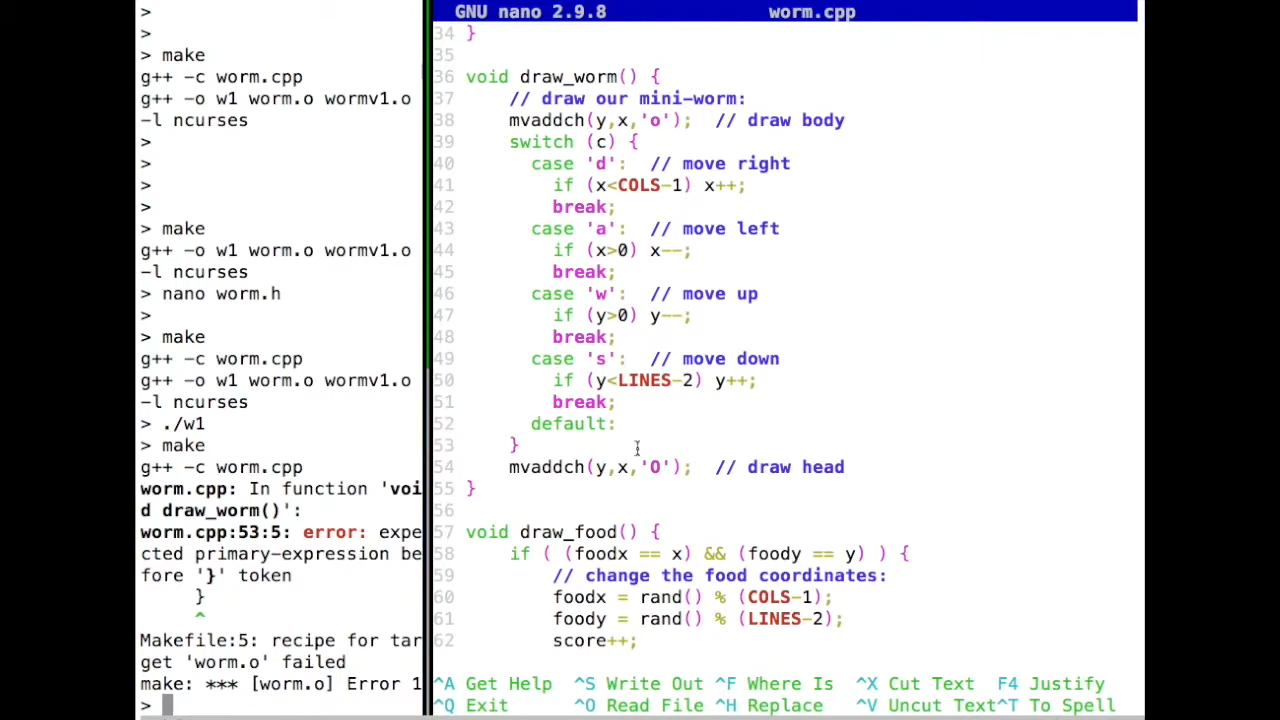 >
>
> make
g++ -c worm.cpp
g++ -o w1 worm.o wormv1.o
-l ncurses
>
>
>
>
> make
g++ -o w1 worm.o wormv1.o
-l ncurses
> nano worm.h
>
> make
g++ -c worm.cpp
g++ -o w1 worm.o wormv1.o
-l ncurses
> ./w1
> make
g++ -c worm.cpp
worm.cpp: In function 'voi
d draw_worm()':
worm.cpp:53:5: error: expe
cted primary-expression be
fore '}' token
     }
     ^
Makefile:5: recipe for tar
get 'worm.o' failed
make: *** [worm.o] Error 1
>
GNU nano 2.9.8 worm.cpp
34 }
35
36 void draw_worm() {
37     // draw our mini-worm:
38     mvaddch(y,x,'o');  // draw body
39     switch (c) {
40       case 'd':  // move right
41         if (x<COLS-1) x++;
42         break;
43       case 'a':  // move left
44         if (x>0) x--;
45         break;
46       case 'w':  // move up
47         if (y>0) y--;
48         break;
49       case 's':  // move down
50         if (y<LINES-2) y++;
51         break;
52       default:
53     }
54     mvaddch(y,x,'O');  // draw head
55 }
56
57 void draw_food() {
58     if ( (foodx == x) && (foody == y) ) {
59         // change the food coordinates:
60         foodx = rand() % (COLS-1);
61         foody = rand() % (LINES-2);
62         score++;
^A Get Help  ^S Write Out ^F Where Is  ^X Cut Text  F4 Justify
^Q Exit      ^O Read File ^H Replace   ^V Uncut Text^T To Spell